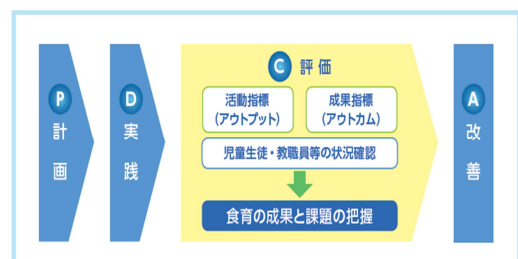 P
計画
D
実践
C 評価
活動指標
(アウトプット)
成果指標
(アウトカム)
児童生徒・教職員等の状況確認
食育の成果と課題の把握
A
改善